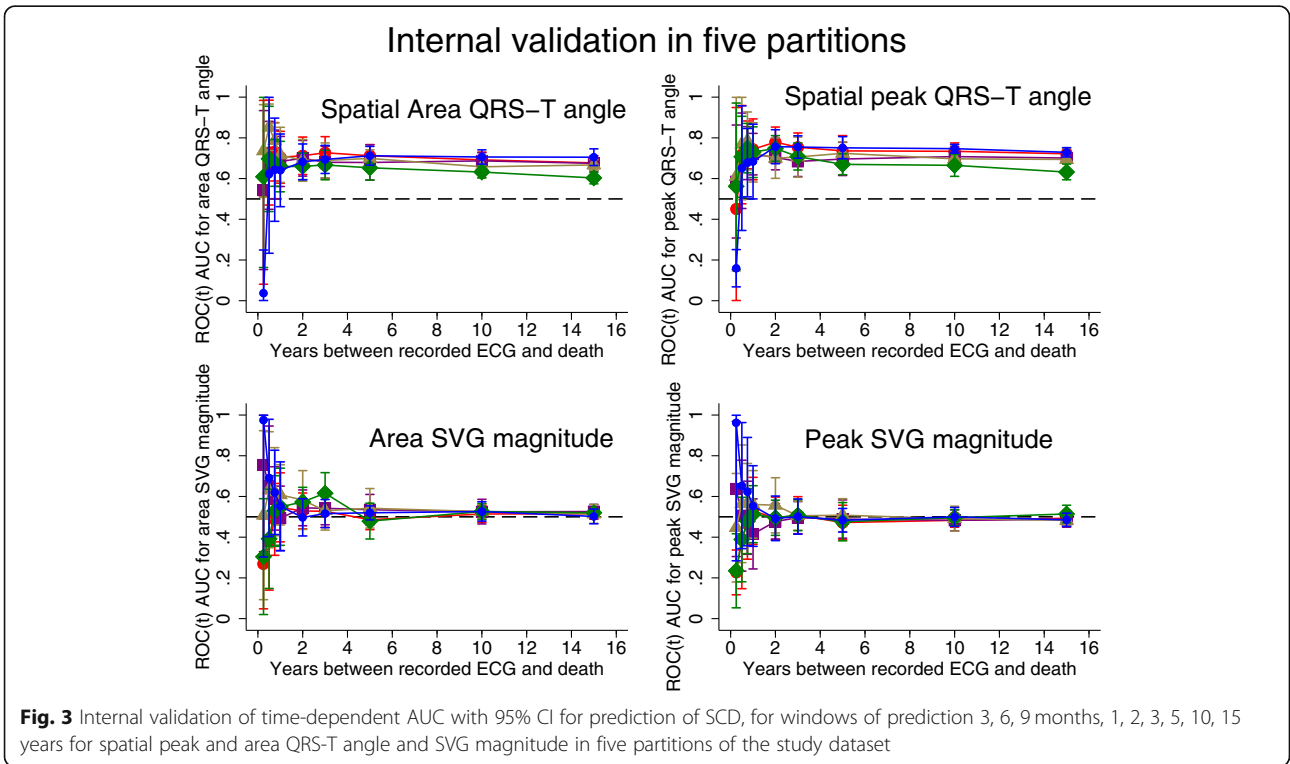 Internal validation in five partitions
Spatial Area QRS−T angle
ROC(t) AUC for area QRS−T angle
0 .2 .4 .6 .8 1
0 2 4 6 8 10 12 14 16
Years between recorded ECG and death
Spatial peak QRS−T angle
ROC(t) AUC for peak QRS−T angle
0 .2 .4 .6 .8 1
0 2 4 6 8 10 12 14 16
Years between recorded ECG and death
Area SVG magnitude
ROC(t) AUC for area SVG magnitude
0 .2 .4 .6 .8 1
0 2 4 6 8 10 12 14 16
Years between recorded ECG and death
Peak SVG magnitude
ROC(t) AUC for peak SVG magnitude
0 .2 .4 .6 .8 1
0 2 4 6 8 10 12 14 16
Years between recorded ECG and death
Fig. 3 Internal validation of time-dependent AUC with 95% CI for prediction of SCD, for windows of prediction 3, 6, 9 months, 1, 2, 3, 5, 10, 15
years for spatial peak and area QRS-T angle and SVG magnitude in five partitions of the study dataset